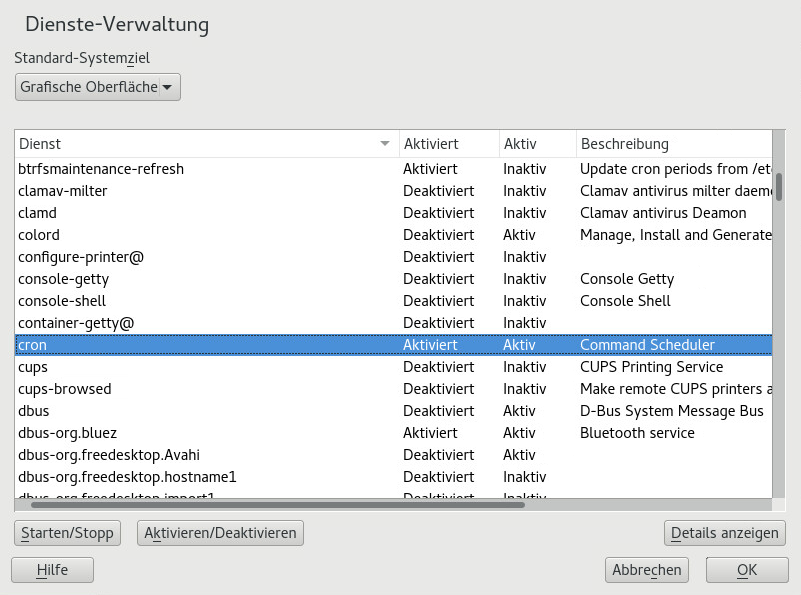 Dienste-Verwaltung
Standard-Systemziel
Grafische Oberfläche
Dienst Aktiviert Aktiv Beschreibung
btrfsmaintenance-refresh Aktiviert Inaktiv Update cron periods from /etc
clamav-milter Deaktiviert Inaktiv Clamav antivirus milter daem
clamd Deaktiviert Inaktiv Clamav antivirus Deamon
colord Deaktiviert Aktiv Manage, Install and Generate
configure-printer@ Deaktiviert Inaktiv
console-getty Deaktiviert Inaktiv Console Getty
console-shell Deaktiviert Inaktiv Console Shell
container-getty@ Deaktiviert Inaktiv
cron Aktiviert Aktiv Command Scheduler
cups Deaktiviert Inaktiv CUPS Printing Service
cups-browsed Deaktiviert Inaktiv Make remote CUPS printers a
dbus Deaktiviert Aktiv D-Bus System Message Bus
dbus-org.bluez Aktiviert Aktiv Bluetooth service
dbus-org.freedesktop.Avahi Deaktiviert Aktiv
dbus-org.freedesktop.hostname1 Deaktiviert Inaktiv
dbus-org.freedesktop.import1 Deaktiviert Inaktiv
Starten/Stopp Aktivieren/Deaktivieren Details anzeigen
Hilfe Abbrechen OK